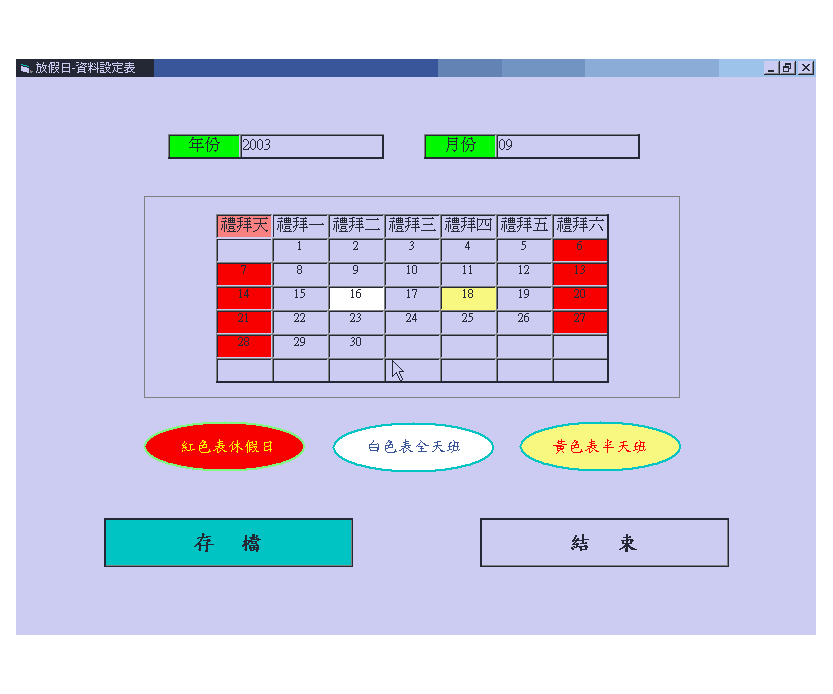 放假日-資料設定表
年份 2003 月份 09
禮拜天 禮拜一 禮拜二 禮拜三 禮拜四 禮拜五 禮拜六
1 2 3 4 5 6
7 8 9 10 11 12 13
14 15 16 17 18 19 20
21 22 23 24 25 26 27
28 29 30
紅色表休假日 白色表全天班 黃色表半天班
存 檔 結 束